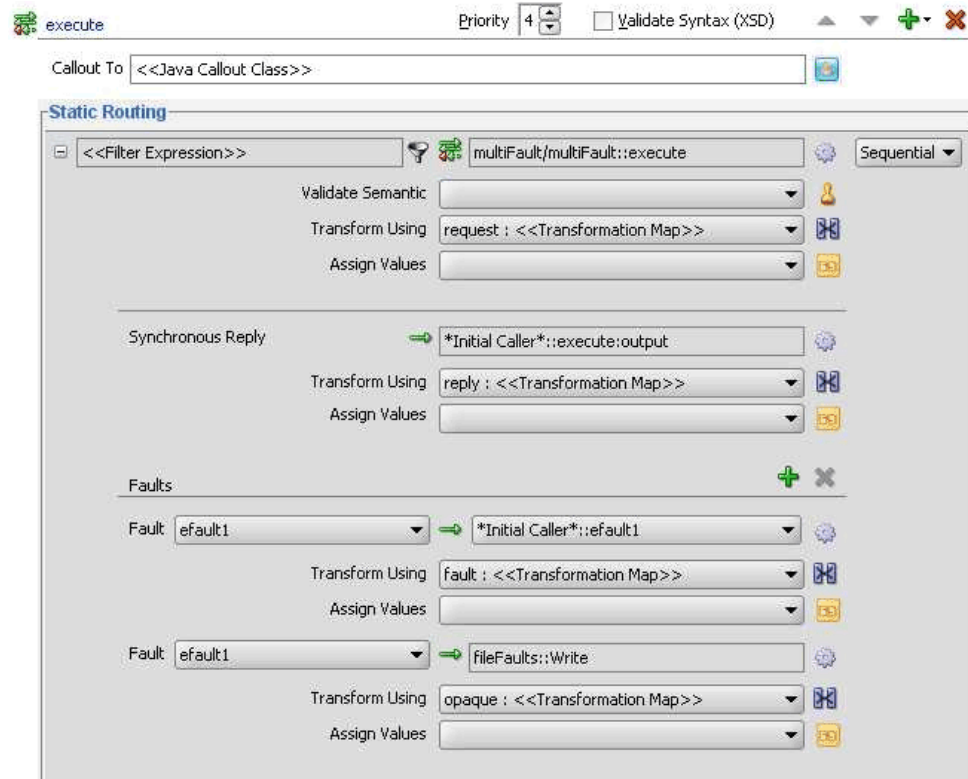 execute Priority 4 Validate Syntax (XSD)
Callout To <<Java Callout Class>>
Static Routing
<<Filter Expression>> multiFault/multiFault::execute Sequential
Validate Semantic
Transform Using request : <<Transformation Map>>
Assign Values
Synchronous Reply *Initial Caller*::execute:output
Transform Using reply : <<Transformation Map>>
Assign Values
Faults
Fault efault1 *Initial Caller*::efault1
Transform Using fault : <<Transformation Map>>
Assign Values
Fault efault1 fileFaults::Write
Transform Using opaque : <<Transformation Map>>
Assign Values